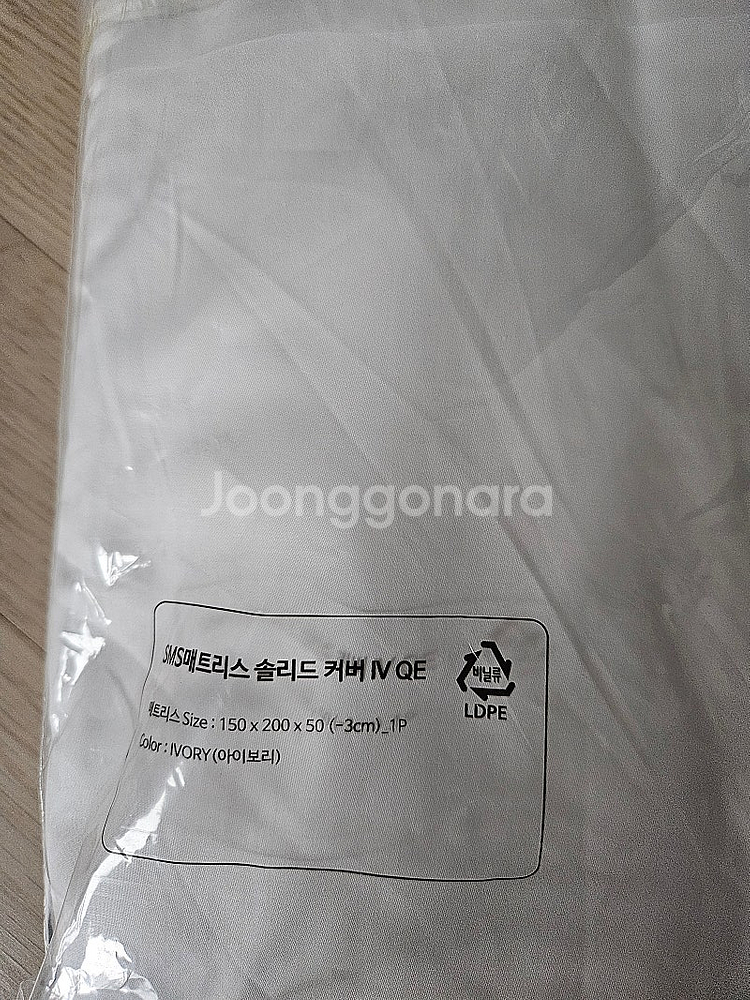 Joonggonara
SMS매트리스 솔리드 커버 IV QE
매트리스 Size : 150 x 200 x 50 (-3cm)_1P
Color : IVORY(아이보리)
비닐류
LDPE